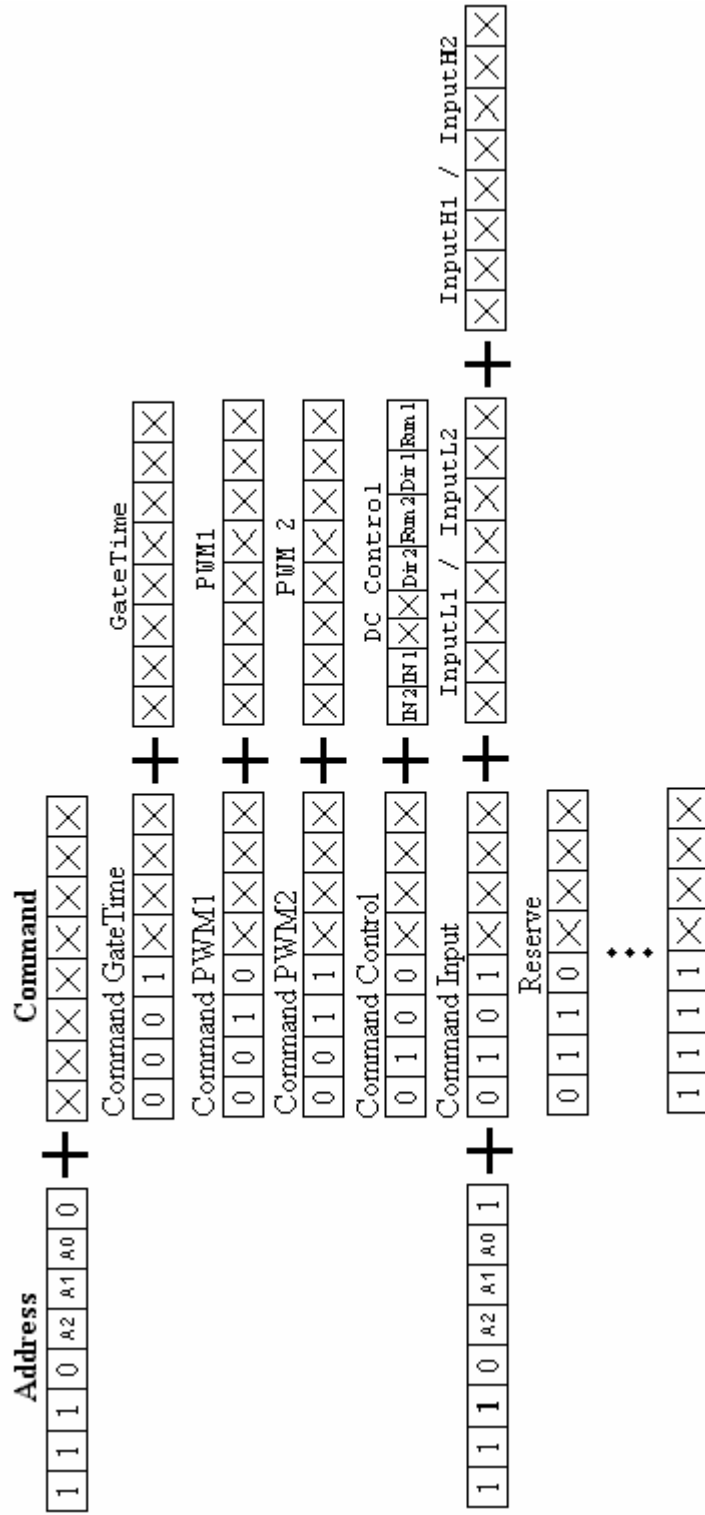 Address Command
1 1 1 0 A2 A1 A0 0 + X X X X X X X X
Command GateTime GateTime
0 0 0 1 X X X X + X X X X X X X X
Command PWM1 PWM1
0 0 1 0 X X X X + X X X X X X X X
Command PWM2 PWM 2
0 0 1 1 X X X X + X X X X X X X X
Command Control DC Control
0 1 0 0 X X X X + IN2 IN1 X X Dir2 Run2 Dir1 Run1
Command Input InputL1 / InputL2 InputH1 / InputH2
1 1 1 0 A2 A1 A0 1 + 0 1 0 1 X X X X + X X X X X X X X + X X X X X X X X
Reserve
0 1 1 0 X X X X
1 1 1 1 X X X X